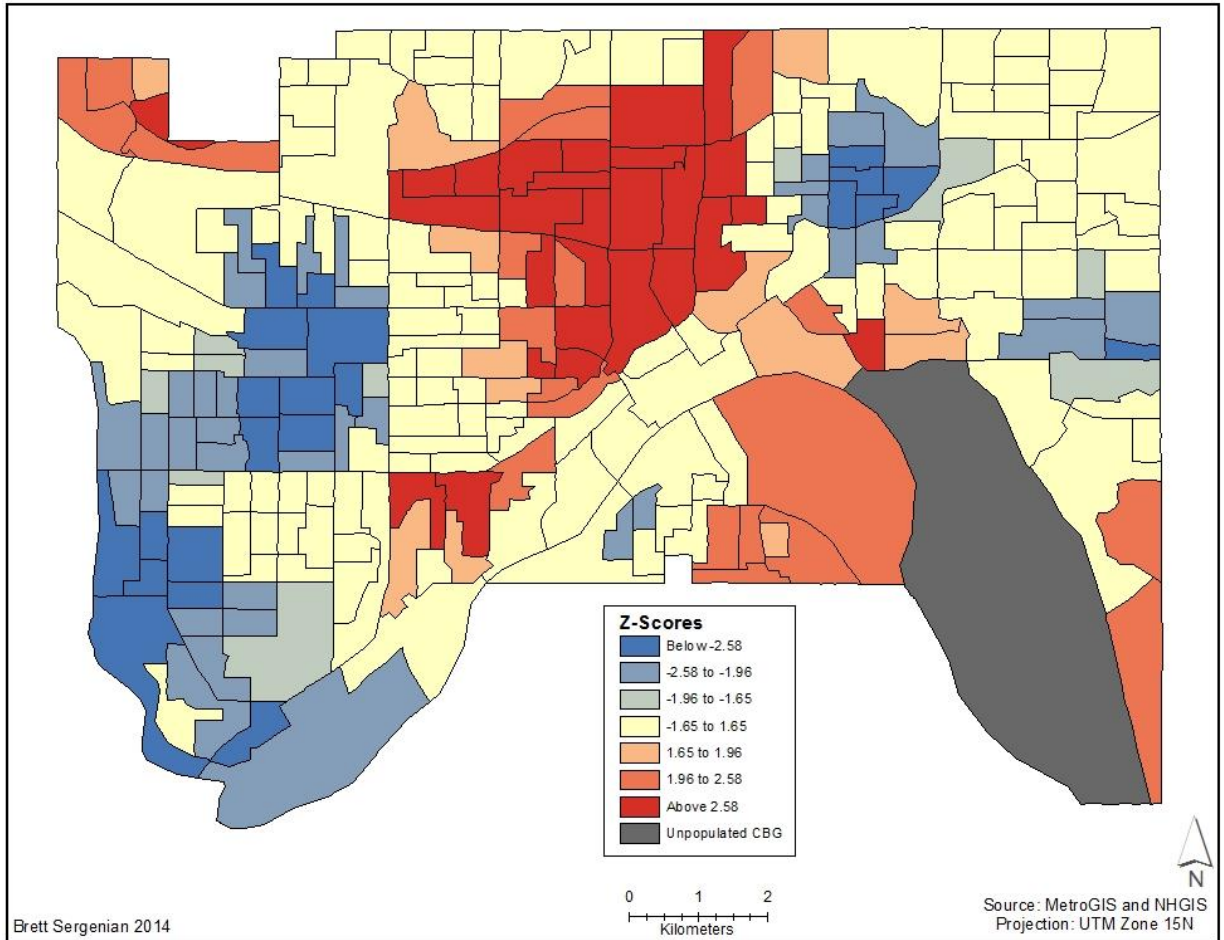 Z-Scores
Below -2.58
-2.58 to -1.96
-1.96 to -1.65
-1.65 to 1.65
1.65 to 1.96
1.96 to 2.58
Above 2.58
Unpopulated CBG
0 1 2
Kilometers
N
Brett Sergenian 2014
Source: MetroGIS and NHGIS
Projection: UTM Zone 15N